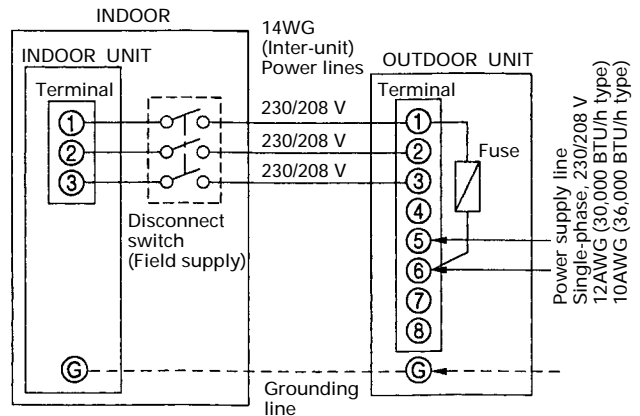 INDOOR
INDOOR UNIT
Terminal
1
2
3
G
Disconnect
switch
(Field supply)
14WG
(Inter-unit)
Power lines
230/208 V
230/208 V
230/208 V
Grounding
line
OUTDOOR UNIT
Terminal
1
2
3
4
5
6
7
8
G
Fuse
Power supply line
Single-phase, 230/208 V
12AWG (30,000 BTU/h type)
10AWG (36,000 BTU/h type)